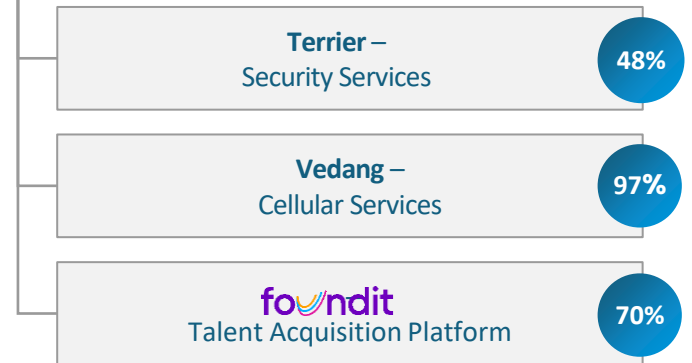 Terrier –
Security Services
48%
Vedang –
Cellular Services
97%
foundit
Talent Acquisition Platform
70%